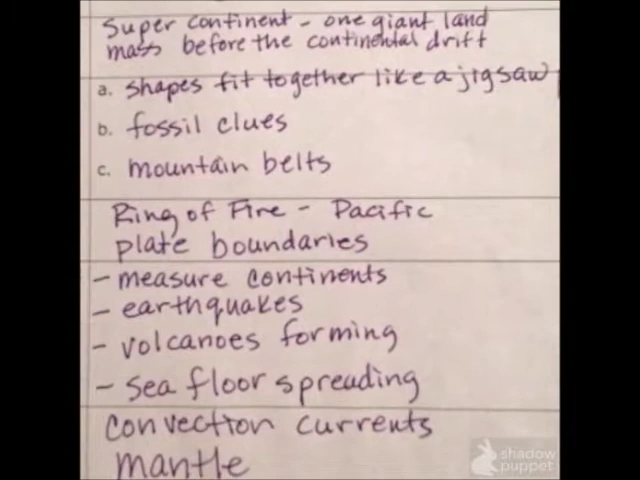 Super continent - one giant land
mass before the continental drift
a. shapes fit together like a jigsaw
b. fossil clues
c. mountain belts
Ring of Fire - Pacific
plate boundaries
- measure continents
- earthquakes
- volcanoes forming
- sea floor spreading
convection currents
mantle
shadow
puppet